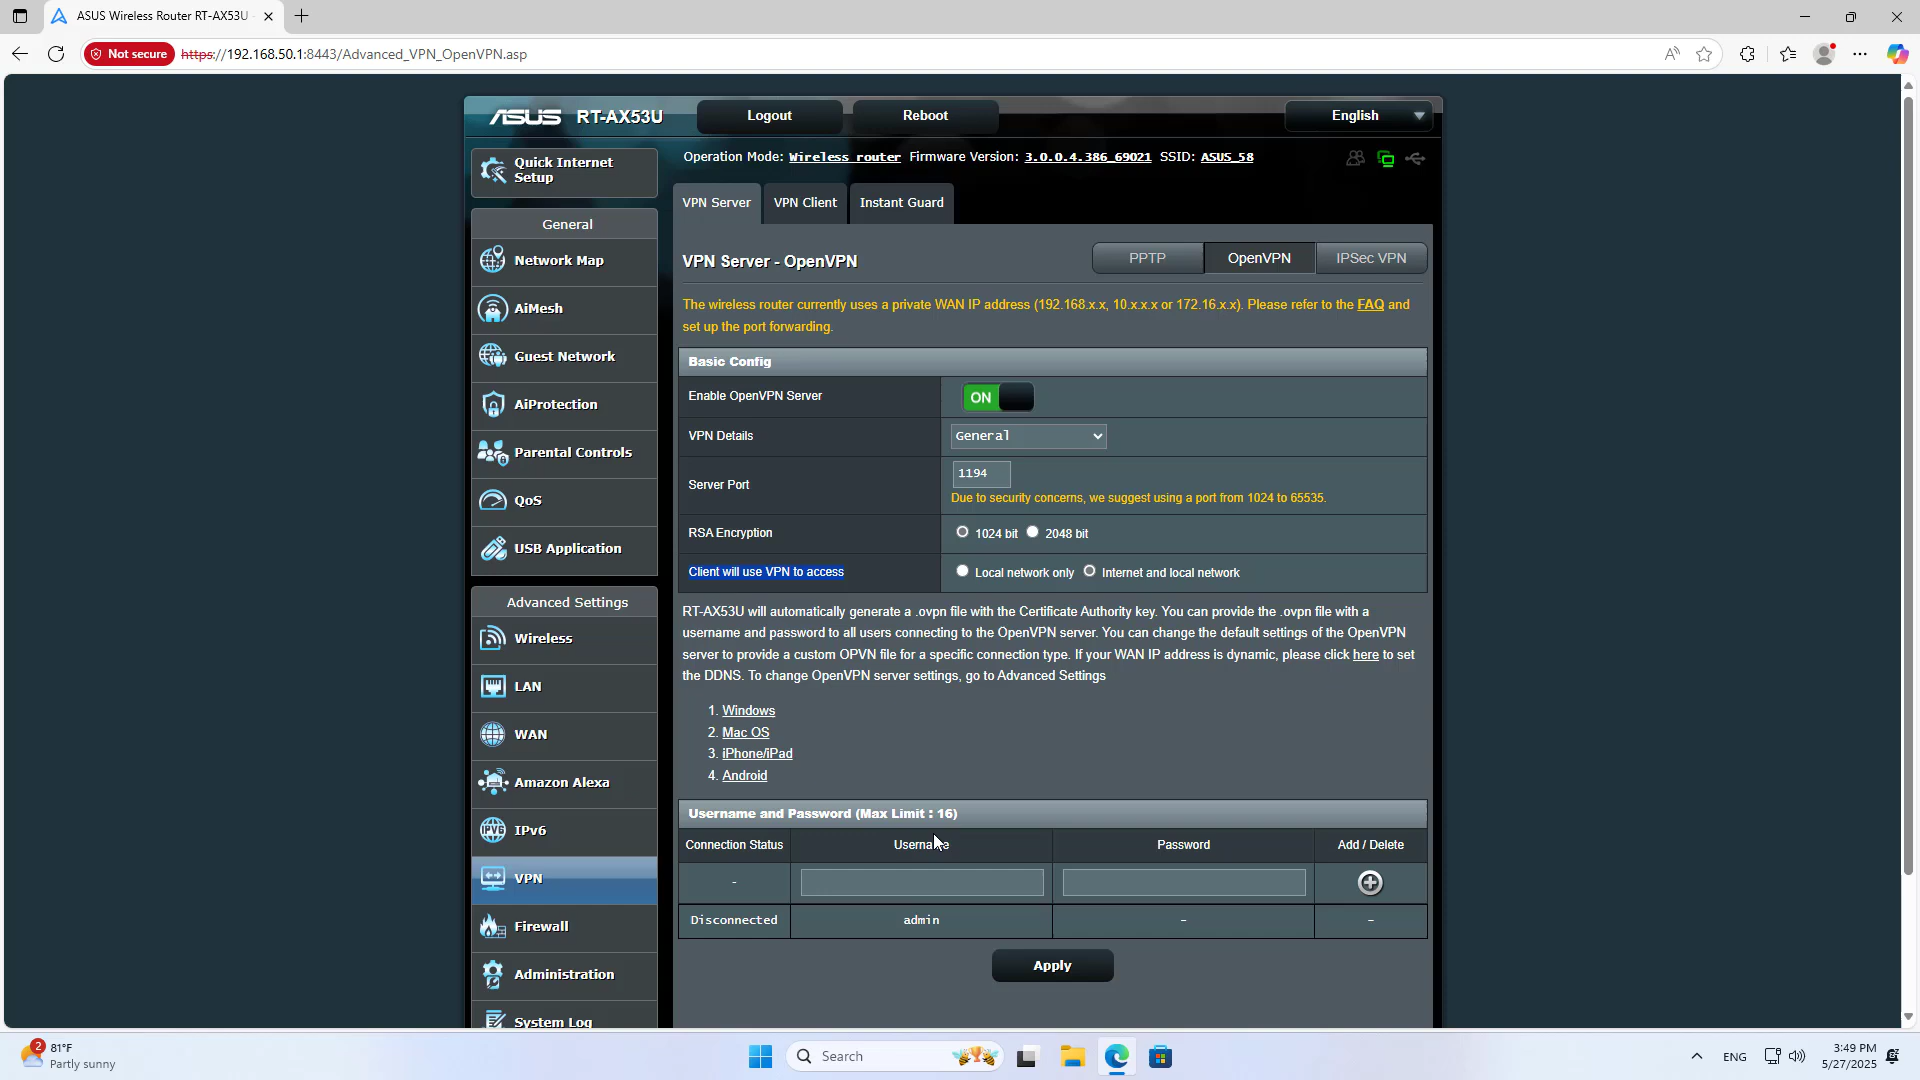 ASUS Wireless Router RT-AX53U
Not secure
https://192.168.50.1:8443/Advanced_VPN_OpenVPN.asp
ASUS RT-AX53U
Logout
Reboot
English
Operation Mode: Wireless router Firmware Version: 3.0.0.4.386_69021 SSID: ASUS_58
Quick Internet
Setup
General
Network Map
AiMesh
Guest Network
AiProtection
Parental Controls
QoS
USB Application
Advanced Settings
Wireless
LAN
WAN
Amazon Alexa
IPv6
VPN
Firewall
Administration
System Log
VPN Server
VPN Client
Instant Guard
VPN Server - OpenVPN
PPTP
OpenVPN
IPSec VPN
The wireless router currently uses a private WAN IP address (192.168.x.x, 10.x.x.x or 172.16.x.x). Please refer to the FAQ and
set up the port forwarding.
Basic Config
Enable OpenVPN Server
ON
VPN Details
General
Server Port
1194
Due to security concerns, we suggest using a port from 1024 to 65535.
RSA Encryption
1024 bit 2048 bit
Client will use VPN to access
Local network only Internet and local network
RT-AX53U will automatically generate a .ovpn file with the Certificate Authority key. You can provide the .ovpn file with a
username and password to all users connecting to the OpenVPN server. You can change the default settings of the OpenVPN
server to provide a custom OPVN file for a specific connection type. If your WAN IP address is dynamic, please click here to set
the DDNS. To change OpenVPN server settings, go to Advanced Settings
1. Windows
2. Mac OS
3. iPhone/iPad
4. Android
Username and Password (Max Limit : 16)
Connection Status Username Password Add / Delete
-
Disconnected admin - -
Apply
2
81°F
Partly sunny
Search
ENG
3:49 PM
5/27/2025